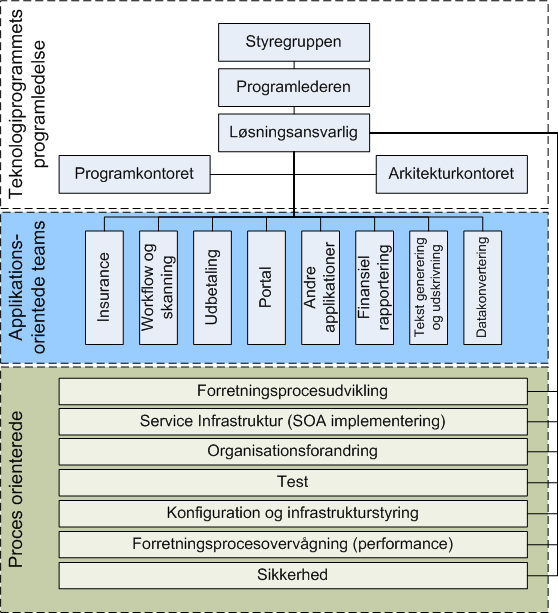 Teknologiprogrammets
programledelse
Styregruppen
Programlederen
Løsningsansvarlig
Programkontoret
Arkitekturkontoret
Applikations-
orientede teams
Insurance
Workflow og
skanning
Udbetaling
Portal
Andre
applikationer
Finansiel
rapportering
Tekst generering
og udskrivning
Datakonvertering
Proces orienterede
Forretningsprocesudvikling
Service Infrastruktur (SOA implementering)
Organisationsforandring
Test
Konfiguration og infrastrukturstyring
Forretningsprocesovervågning (performance)
Sikkerhed